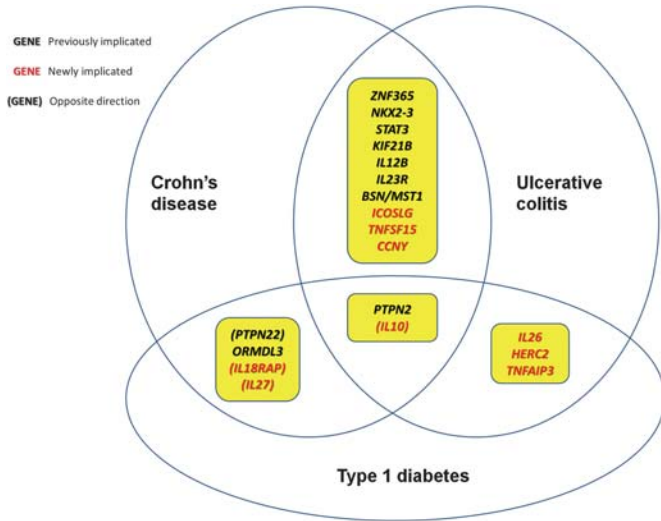 GENE Previously implicated
GENE Newly implicated
(GENE) Opposite direction
ZNF365
NKX2-3
STAT3
KIF21B
IL12B
IL23R
BSN/MST1
ICOSLG
TNFSF15
CCNY
Crohn's
disease
Ulcerative
colitis
PTPN2
(IL10)
(PTPN22)
ORMDL3
(IL18RAP)
(IL27)
IL26
HERC2
TNFAIP3
Type 1 diabetes